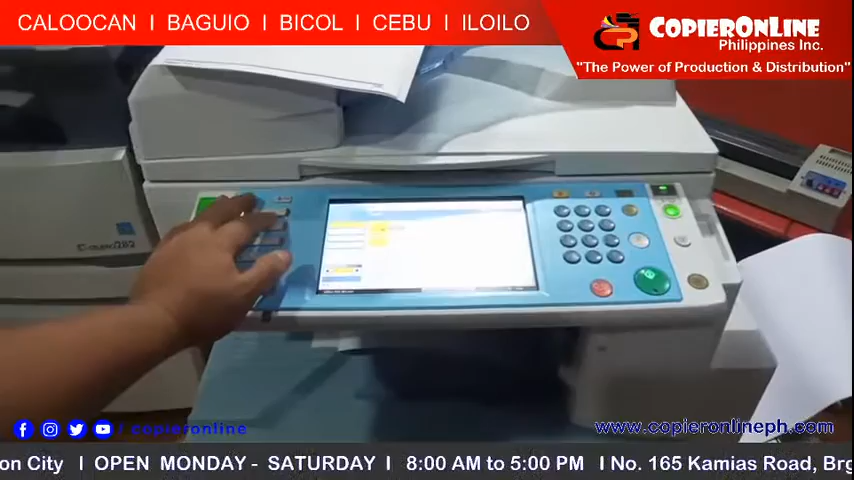 CALOOCAN I BAGUIO I BICOL I CEBU I ILOILO
COPIERONLINE
Philippines Inc.
"The Power of Production & Distribution"
/ copieronline
www.copieronlineph.com
on City I OPEN MONDAY - SATURDAY I 8:00 AM to 5:00 PM I No. 165 Kamias Road, Brg